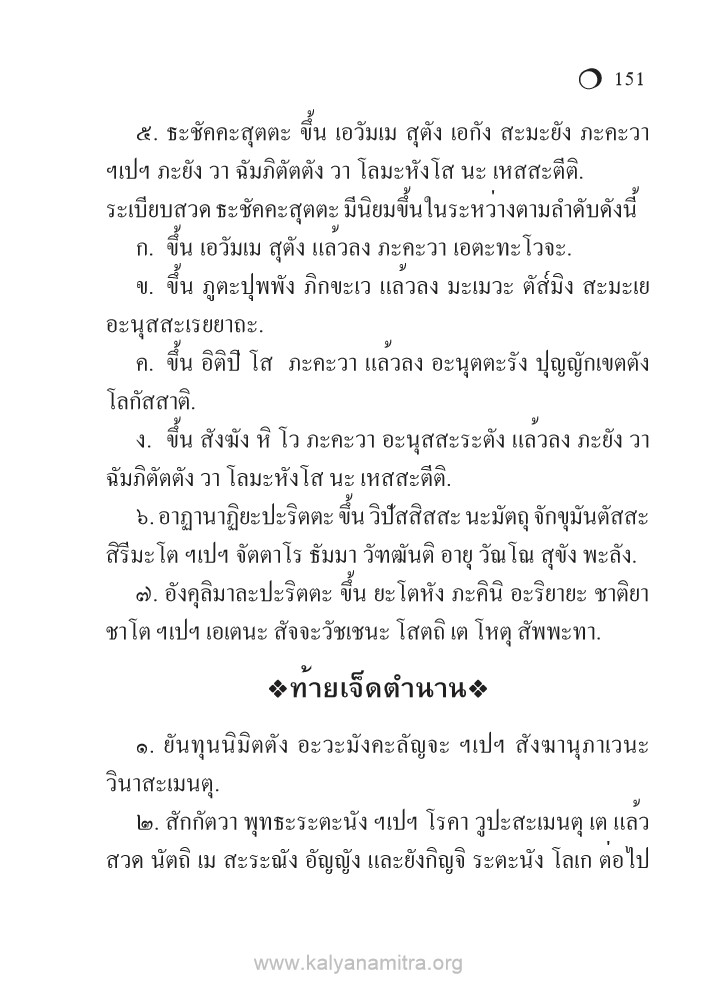 151
๕. ธะชัคคะสุตตะ ขึ้น เอวัมเม สุตัง เอกัง สะมะยัง ภะคะวา
ฯเปฯ ภะยัง วา ฉัมภิตัตตัง วา โลมะหังโส นะ เหสสะตีติ.
ระเบียบสวด ธะชัคคะสุตตะ มีนิยมขึ้นในระหว่างตามลำดับดังนี้
ก. ขึ้น เอวัมเม สุตัง แล้วลง ภะคะวา เอตะทะโวจะ.
ข. ขึ้น ภูตะปุพพัง ภิกขะเว แล้วลง มะเมวะ ตัส์มิง สะมะเย
อะนุสสะเรยยาถะ.
ค. ขึ้น อิติปิ โส ภะคะวา แล้วลง อะนุตตะรัง ปุญญักเขตตัง
โลกัสสาติ.
ง. ขึ้น สังฆัง หิ โว ภะคะวา อะนุสสะระตัง แล้วลง ภะยัง วา
ฉัมภิตัตตัง วา โลมะหังโส นะ เหสสะตีติ.
๖. อาฏานาฏิยะปะริตตะ ขึ้น วิปัสสิสสะ นะมัตถุ จักขุมันตัสสะ
สิรีมะโต ฯเปฯ จัตตาโร ธัมมา วัฑฒันติ อายุ วัณโณ สุขัง พะลัง.
๗. อังคุลิมาละปะริตตะ ขึ้น ยะโตหัง ภะคินิ อะริยายะ ชาติยา
ชาโต ฯเปฯ เอเตนะ สัจจะวัชเชนะ โสตถิ เต โหตุ สัพพะทา.
❖ท้ายเจ็ดตำนาน❖
๑. ยันทุนนิมิตตัง อะวะมังคะลัญจะ ฯเปฯ สังฆานุภาเวนะ
วินาสะเมนตุ.
๒. สักกัตวา พุทธะระตะนัง ฯเปฯ โรคา วูปะสะเมนตุ เต แล้ว
สวด นัตถิ เม สะระณัง อัญญัง และยังกิญจิ ระตะนัง โลเก ต่อไป
www.kalyanamitra.org